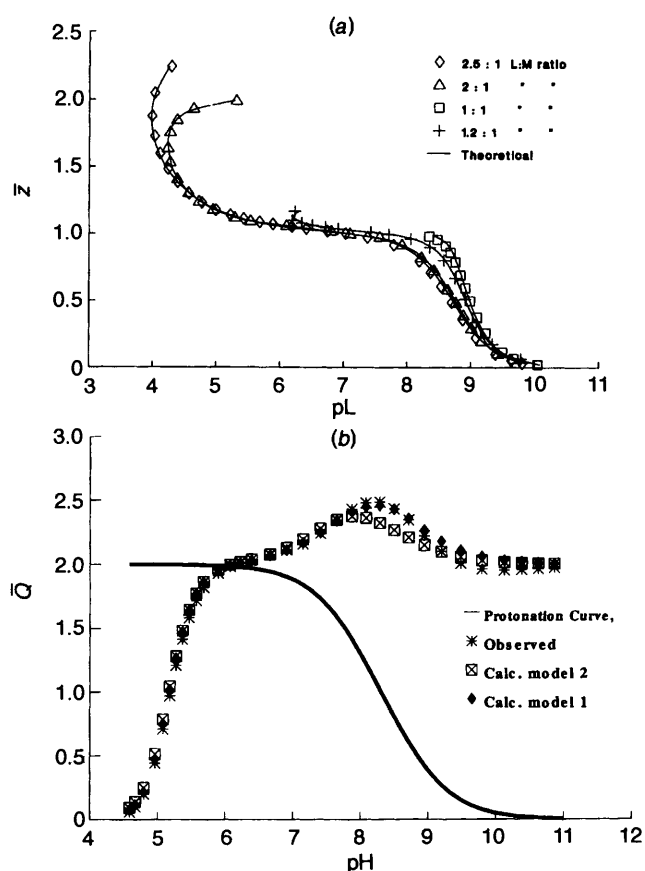 (a)
2.5
2.0
1.5
1.0
0.5
0
z̅
3 4 5 6 7 8 9 10 11
pL
2.5 : 1 L:M ratio
2 : 1 " "
1 : 1 " "
1.2 : 1 " "
Theoretical
(b)
3.0
2.5
2.0
1.5
1.0
0.5
0
Q̅
4 5 6 7 8 9 10 11 12
pH
Protonation Curve,
Observed
Calc. model 2
Calc. model 1